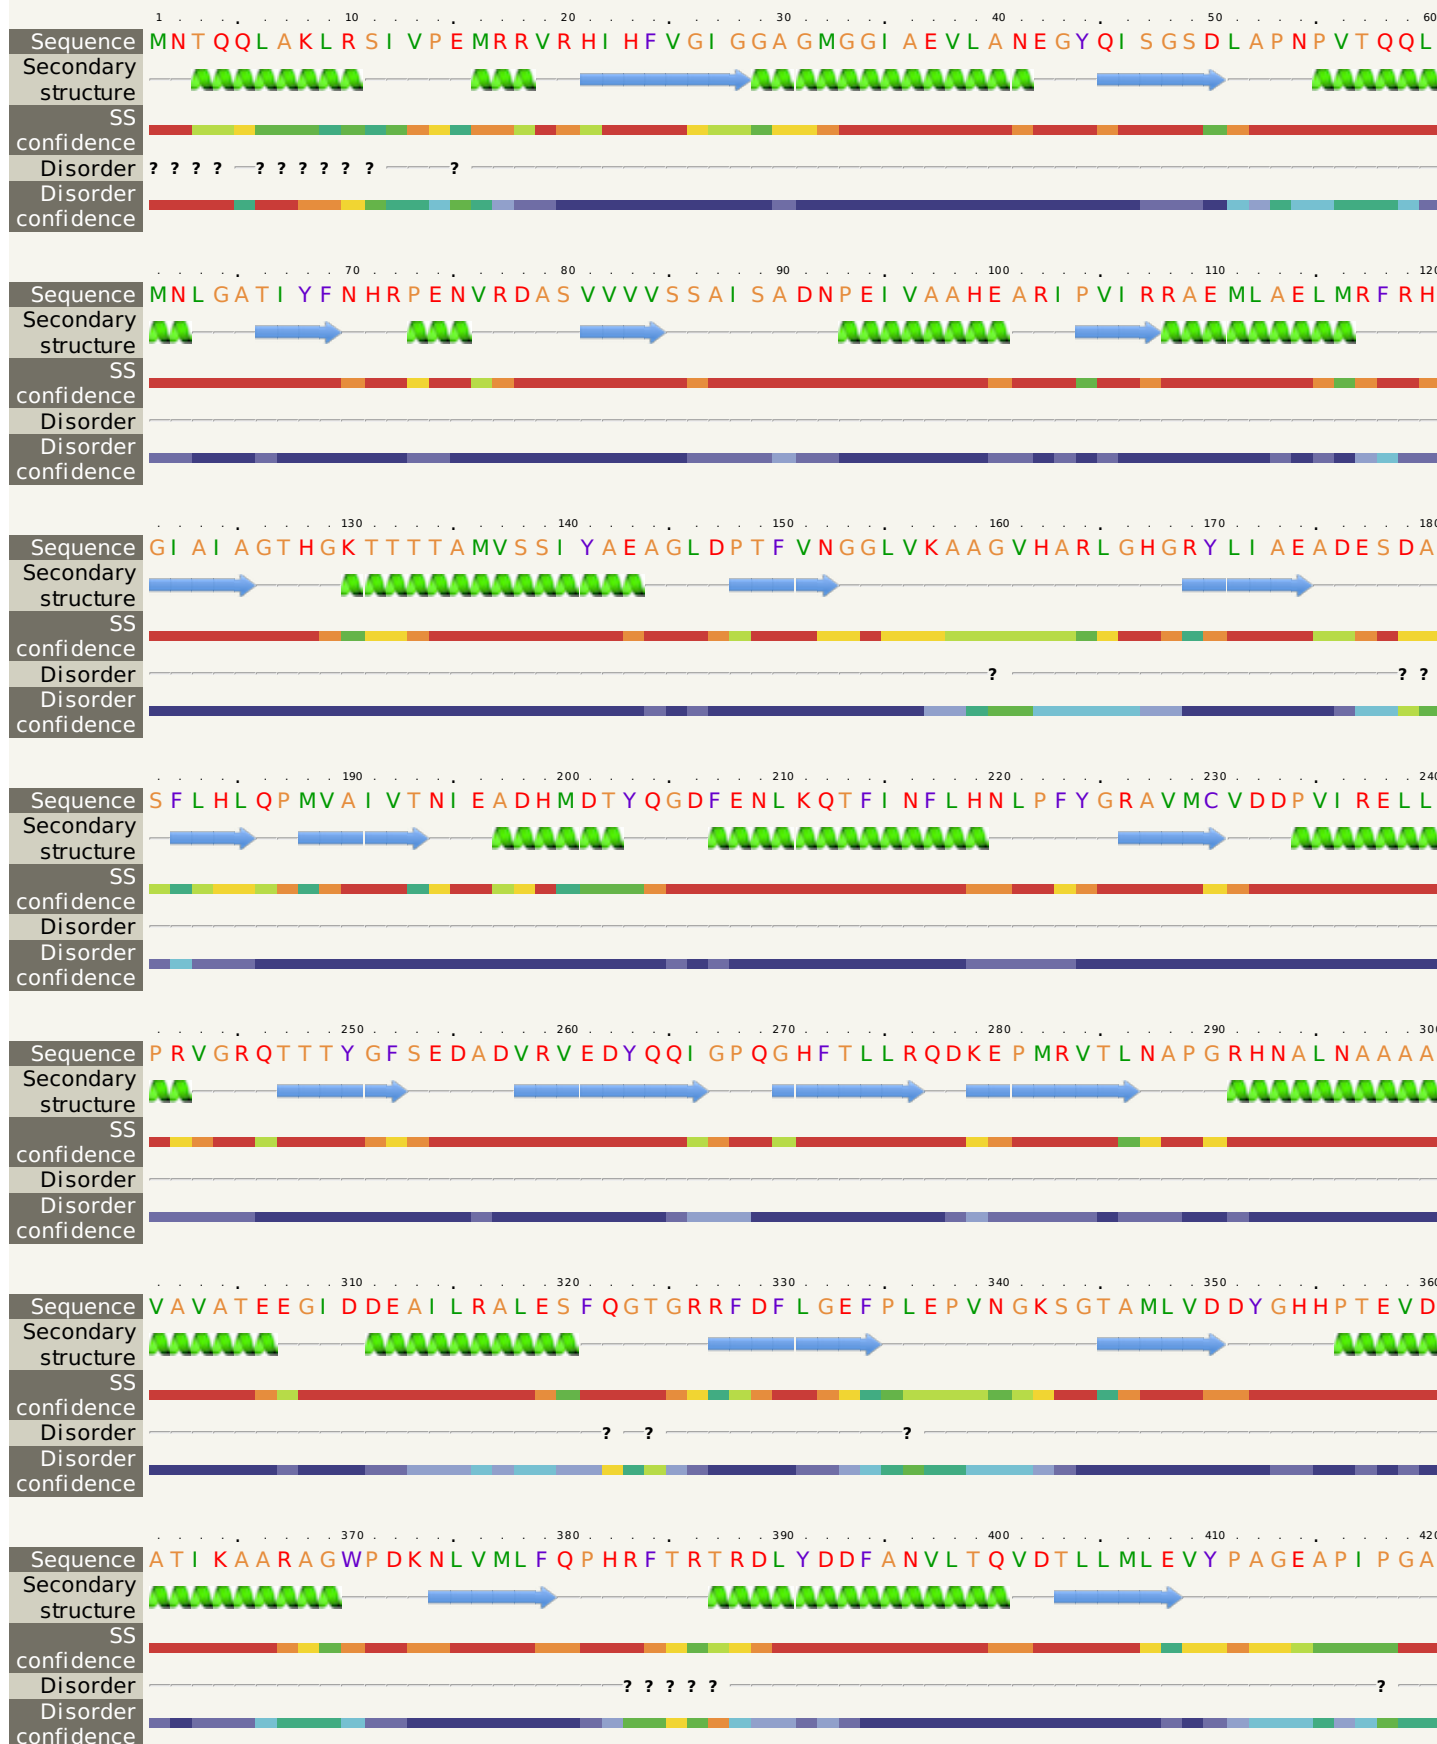 1 10 20 30 40 50 60
Sequence MNTQQLAKLRSIVPEMRRVRHIHFVGIGGAGMGGIAEVLANEGYQISGSDLAPNPVTQQL
Secondary
structure
SS
confidence
Disorder ? ? ? ? ? ? ? ? ? ? ?
Disorder
confidence
70 80 90 100 110 120
Sequence MNLGATIYFNHRPENVRDASVVVVSSAISADNPEIVAAHEARIPVIRRAEMLAELMRFRH
Secondary
structure
SS
confidence
Disorder
Disorder
confidence
130 140 150 160 170 180
Sequence GIAIAGTHGKTTTTAMVSSIYAEAGLDPTFVNGGLVKAAGVHARLGHGRYLIAEADESDA
Secondary
structure
SS
confidence
Disorder ? ? ?
Disorder
confidence
190 200 210 220 230 240
Sequence SFLHLQPMVAIVTNIEADHMDTYQGDFENLKQTFINFLHNLPFYGRAVMCVDDPVIRELL
Secondary
structure
SS
confidence
Disorder
Disorder
confidence
250 260 270 280 290 300
Sequence PRVGRQTTTYGFSEDADVRVEDYQQIGPQGHFTLLRQDKEPMRVTLNAPGRHNALNAAAA
Secondary
structure
SS
confidence
Disorder
Disorder
confidence
310 320 330 340 350 360
Sequence VAVATEEGIDDEAILRALESFQGTGRRFDFLGEFPLEPVNGKSGTAMLVDDYGHHPTEVD
Secondary
structure
SS
confidence
Disorder ? ? ?
Disorder
confidence
370 380 390 400 410 420
Sequence ATIKAARAGWPDKNLVMLFQPHRFTRTRDLYDDFANVLTQVDTLLMLEVYPAGEAPIPGA
Secondary
structure
SS
confidence
Disorder ? ? ? ? ? ?
Disorder
confidence